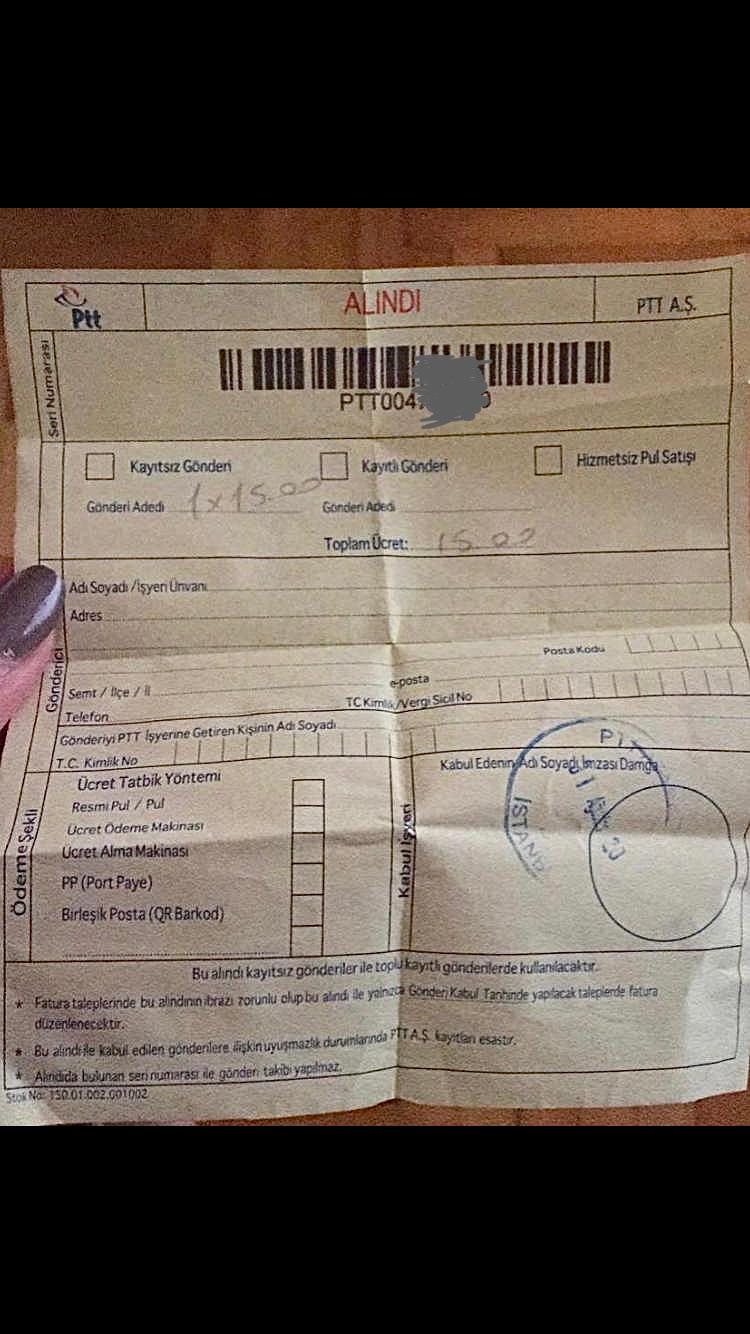 Ptt
ALINDI
PTT A.Ş.
Seri Numarası
PTT004
Kayıtsız Gönderi
Kayıtlı Gönderi
Hizmetsiz Pul Satışı
Gönderi Adedi 1x15.00
Gönderi Adedi
Toplam Ücret: 15.00
Gönderici
Adı Soyadı /İşyeri Ünvanı
Adres
Posta Kodu
Semt / İlçe / İl
e-posta
Telefon
TC Kimlik/Vergi Sicil No
Gönderiyi PTT İşyerine Getiren Kişinin Adı Soyadı
T.C. Kimlik No
Ödeme Şekli
Ücret Tatbik Yöntemi
Resmi Pul / Pul
Ücret Ödeme Makinası
Ücret Alma Makinası
PP (Port Paye)
Birleşik Posta (QR Barkod)
Kabul İşyeri
Kabul Edenin Adı Soyadı, İmzası Damga
PTT
İSTANB
Bu alındı kayıtsız gönderiler ile toplu kayıtlı gönderilerde kullanılacaktır.
* Fatura taleplerinde bu alındının ibrazı zorunlu olup bu alındı ile yalnızca Gönderi Kabul Tarihinde yapılacak taleplerde fatura
düzenlenecektir.
* Bu alındı ile kabul edilen gönderilere ilişkin uyuşmazlık durumlarında PTT A.Ş. kayıtları esastır.
* Alındıda bulunan seri numarası ile gönderi takibi yapılmaz.
Stok No: 150.01.002.001002